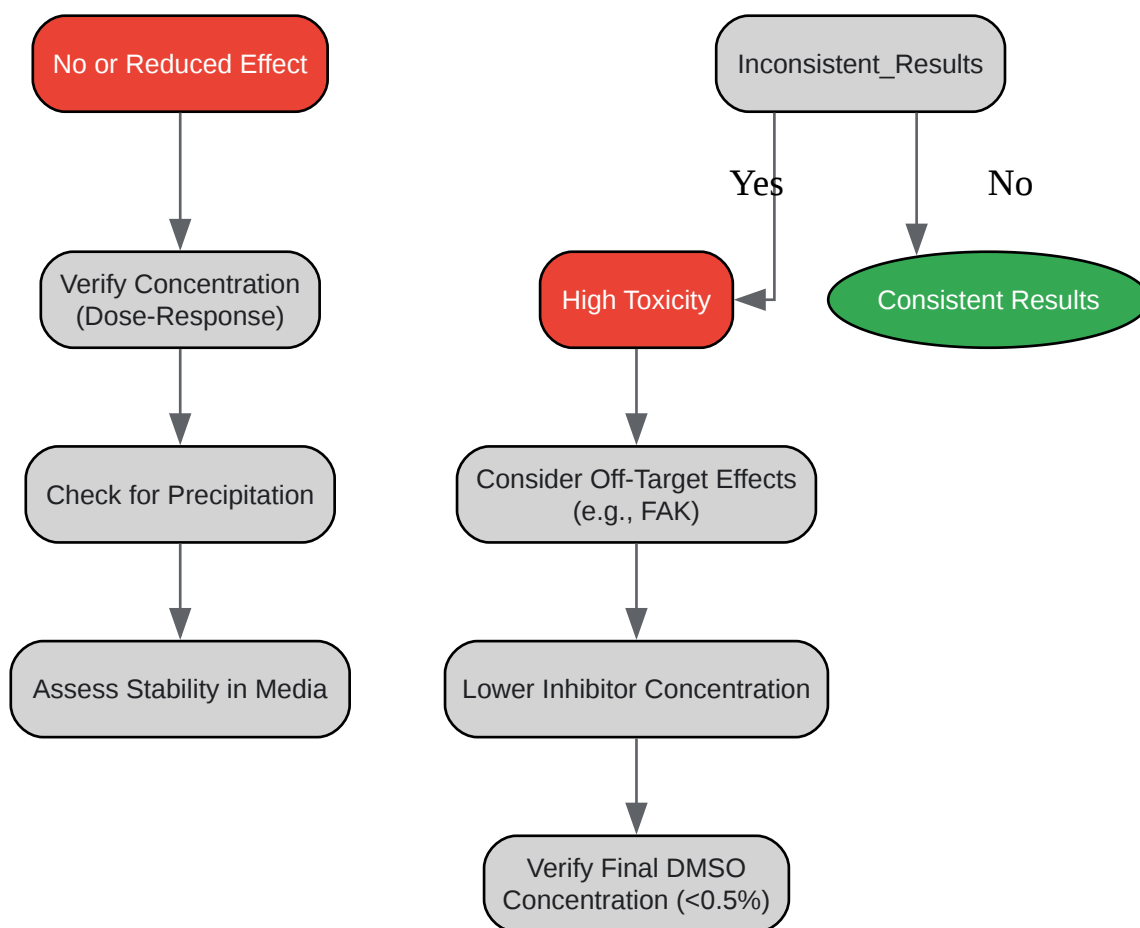 No or Reduced Effect
Inconsistent_Results
Yes
No
Verify Concentration
(Dose-Response)
High Toxicity
Consistent Results
Check for Precipitation
Consider Off-Target Effects
(e.g., FAK)
Assess Stability in Media
Lower Inhibitor Concentration
Verify Final DMSO
Concentration (<0.5%)